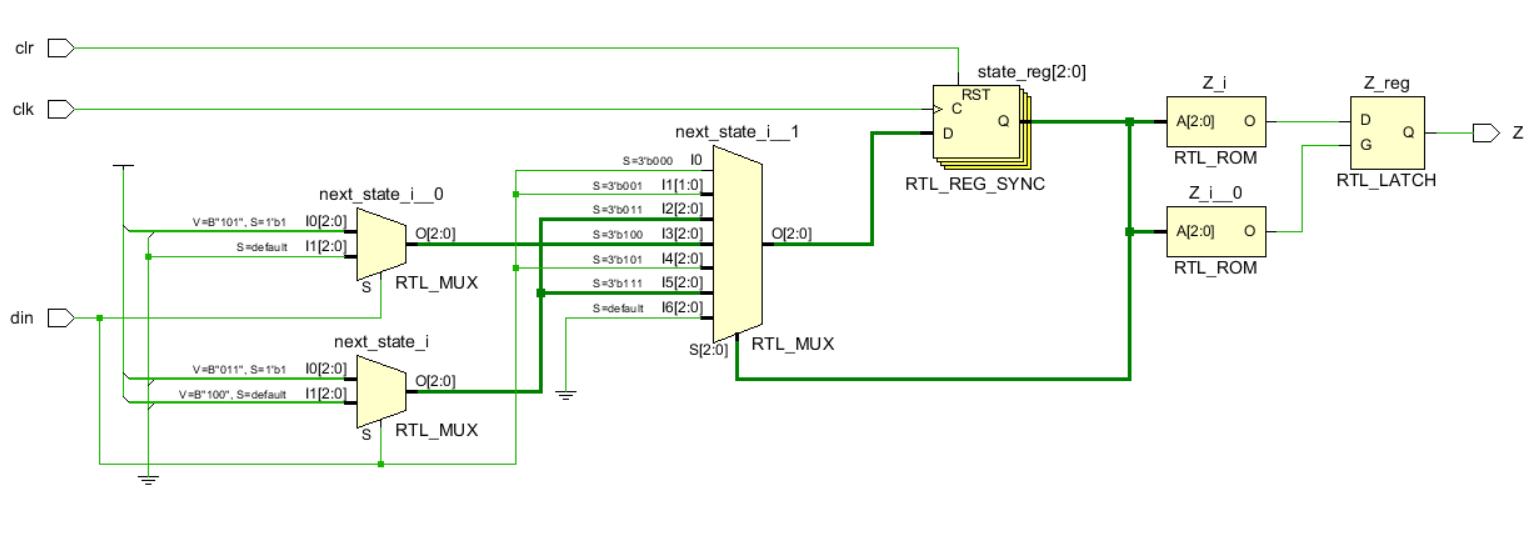 clr
clk
din
next_state_i__0
V=B"101", S=1'b1 I0[2:0]
S=default I1[2:0]
O[2:0]
S
RTL_MUX
next_state_i
V=B"011", S=1'b1 I0[2:0]
V=B"100", S=default I1[2:0]
O[2:0]
S
RTL_MUX
next_state_i__1
S=3'b000 I0
S=3'b001 I1[1:0]
S=3'b011 I2[2:0]
S=3'b100 I3[2:0]
S=3'b101 I4[2:0]
S=3'b111 I5[2:0]
S=default I6[2:0]
O[2:0]
S[2:0]
RTL_MUX
state_reg[2:0]
RST
C
Q
D
RTL_REG_SYNC
Z_i
A[2:0] O
RTL_ROM
Z_i__0
A[2:0] O
RTL_ROM
Z_reg
D
Q
G
RTL_LATCH
Z